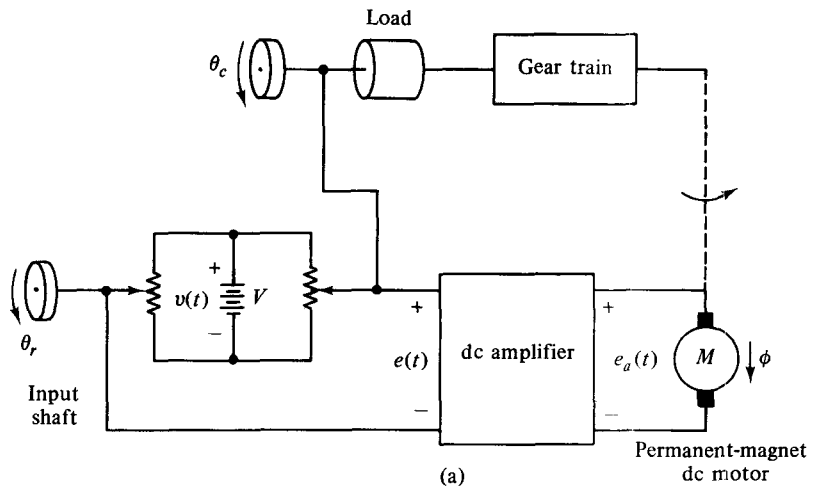 Load
θc
Gear train
+
υ(t)
V
−
θr
Input
shaft
+
e(t)
−
dc amplifier
+
ea(t)
−
M
ϕ
Permanent-magnet
dc motor
(a)